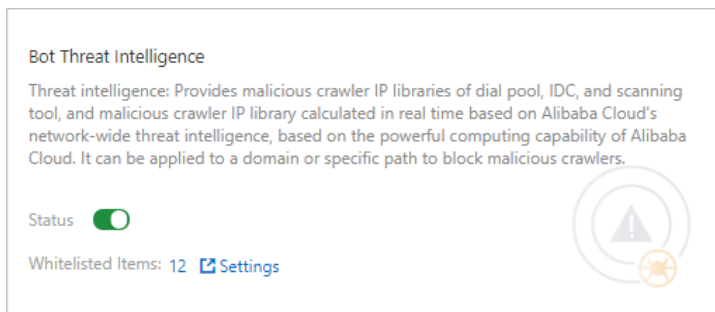 Bot Threat Intelligence
Threat intelligence: Provides malicious crawler IP libraries of dial pool, IDC, and scanning
tool, and malicious crawler IP library calculated in real time based on Alibaba Cloud's
network-wide threat intelligence, based on the powerful computing capability of Alibaba
Cloud. It can be applied to a domain or specific path to block malicious crawlers.
Status
Whitelisted Items: 12 Settings